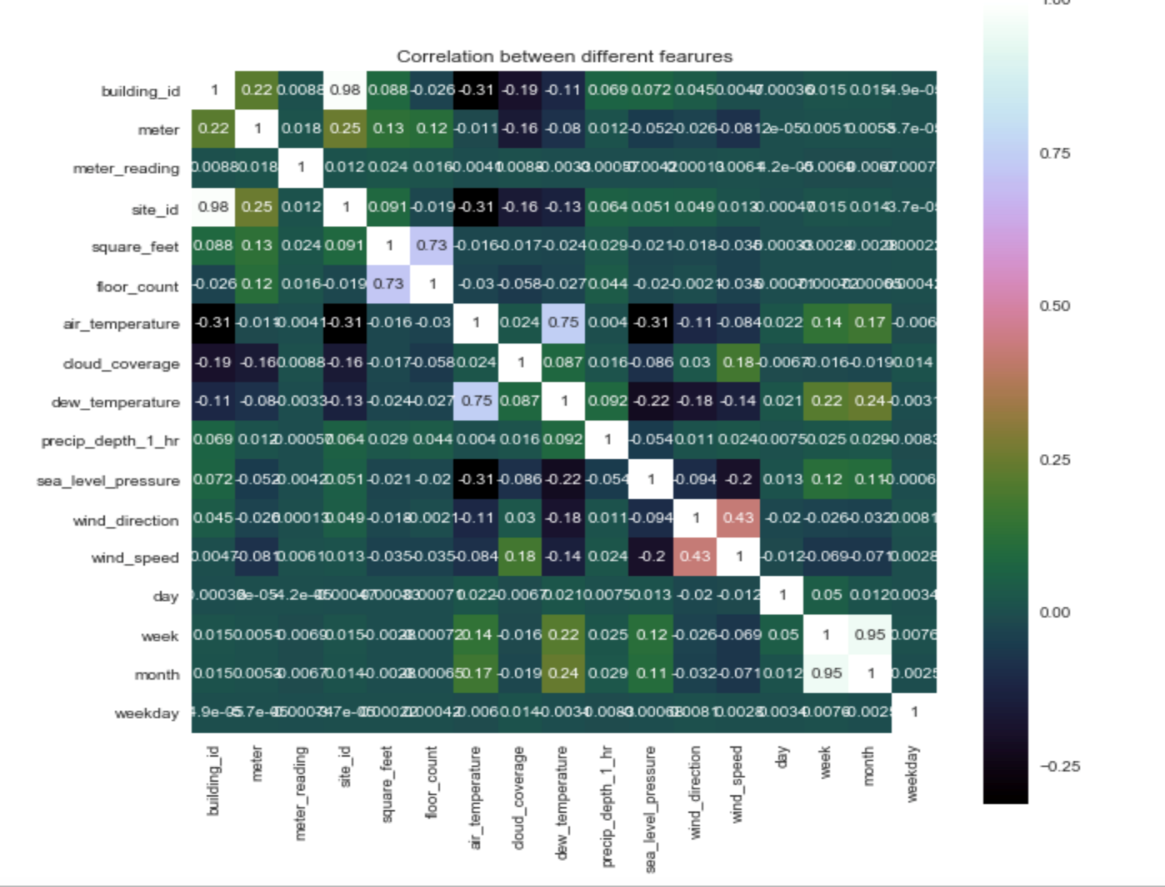 1.00
Correlation between different fearures
building_id 1 0.22 0.0088 0.98 0.088 -0.026 -0.31 -0.19 -0.11 0.069 0.072 0.045 0.015 0.015
meter 0.22 1 0.018 0.25 0.13 0.12 -0.011 -0.16 -0.08 0.012 -0.052 -0.026 -0.081
meter_reading 0.0088 0.018 1 0.012 0.024 0.016
site_id 0.98 0.25 0.012 1 0.091 -0.019 -0.31 -0.16 -0.13 0.064 0.051 0.049 0.013 0.015 0.014
square_feet 0.088 0.13 0.024 0.091 1 0.73 -0.016 -0.017 -0.024 0.029 -0.021 -0.018 -0.035
floor_count -0.026 0.12 0.016 -0.019 0.73 1 -0.03 -0.058 -0.027 0.044 -0.02 -0.0021 -0.035
air_temperature -0.31 -0.011 0.0041 -0.31 -0.016 -0.03 1 0.024 0.75 0.004 -0.31 -0.11 -0.084 0.022 0.14 0.17 -0.006
cloud_coverage -0.19 -0.16 0.0088 -0.16 -0.017 -0.058 0.024 1 0.087 0.016 -0.086 0.03 0.18 -0.0067 -0.016 -0.019 0.014
dew_temperature -0.11 -0.08 -0.0033 -0.13 -0.024 -0.027 0.75 0.087 1 0.092 -0.22 -0.18 -0.14 0.021 0.22 0.24
precip_depth_1_hr 0.069 0.012 0.064 0.029 0.044 0.004 0.016 0.092 1 -0.054 0.011 0.024 0.0075 0.025 0.029
sea_level_pressure 0.072 -0.052 0.0042 0.051 -0.021 -0.02 -0.31 -0.086 -0.22 -0.054 1 -0.094 -0.2 0.013 0.12 0.11
wind_direction 0.045 -0.026 0.00013 0.049 -0.018 -0.0021 -0.11 0.03 -0.18 0.011 -0.094 1 0.43 -0.02 -0.026 -0.032 0.0081
wind_speed 0.0047 -0.081 0.0061 0.013 -0.035 -0.035 -0.084 0.18 -0.14 0.024 -0.2 0.43 1 -0.012 -0.069 -0.071 0.0028
day 0.022 -0.0067 0.021 0.0075 0.013 -0.02 -0.012 1 0.05 0.012 0.0034
week 0.015 0.0051 0.0069 0.015 0.14 -0.016 0.22 0.025 0.12 -0.026 -0.069 0.05 1 0.95 0.0076
month 0.015 0.0053 -0.0067 0.014 0.17 -0.019 0.24 0.029 0.11 -0.032 -0.071 0.012 0.95 1 0.0025
weekday -0.006 0.014 1
building_id
meter
meter_reading
site_id
square_feet
floor_count
air_temperature
cloud_coverage
dew_temperature
precip_depth_1_hr
sea_level_pressure
wind_direction
wind_speed
day
week
month
weekday
0.75
0.50
0.25
0.00
−0.25